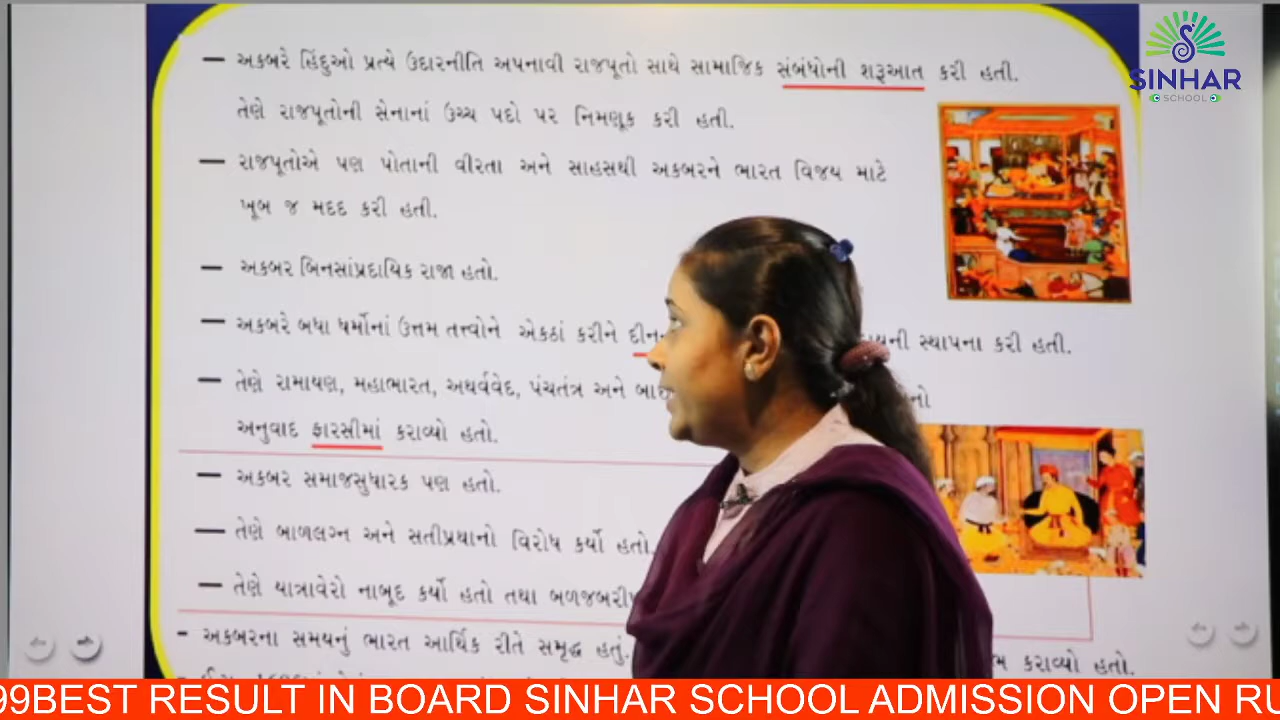 — અકબરે હિંદુઓ પ્રત્યે ઉદારનીતિ અપનાવી રાજપૂતો સાથે સામાજિક સંબંધોની શરૂઆત કરી હતી.
તેણે રાજપૂતોની સેનાનાં ઉચ્ચ પદો પર નિમણૂક કરી હતી.
— રાજપૂતોએ પણ પોતાની વીરતા અને સાહસથી અકબરને ભારત વિજય માટે
ખૂબ જ મદદ કરી હતી.
— અકબર બિનસાંપ્રદાયિક રાજા હતો.
— અકબરે બધા ધર્મોનાં ઉત્તમ તત્ત્વોને એકઠાં કરીને સ્થાપના કરી હતી.
— તેણે રામાયણ, મહાભારત, અથર્વવેદ, પંચતંત્ર અને
અનુવાદ ફારસીમાં કરાવ્યો હતો.
— અકબર સમાજસુધારક પણ હતો.
— તેણે બાળલગ્ન અને સતીપ્રથાનો વિરોધ કર્યો હતો.
— તેણે યાત્રાવેરો નાબૂદ કર્યો હતો તથા
- અકબરના સમયનું ભારત આર્થિક રીતે સમૃદ્ધ હતું. કરાવ્યો હતો.
SINHAR
SCHOOL
99BEST RESULT IN BOARD SINHAR SCHOOL ADMISSION OPEN RU